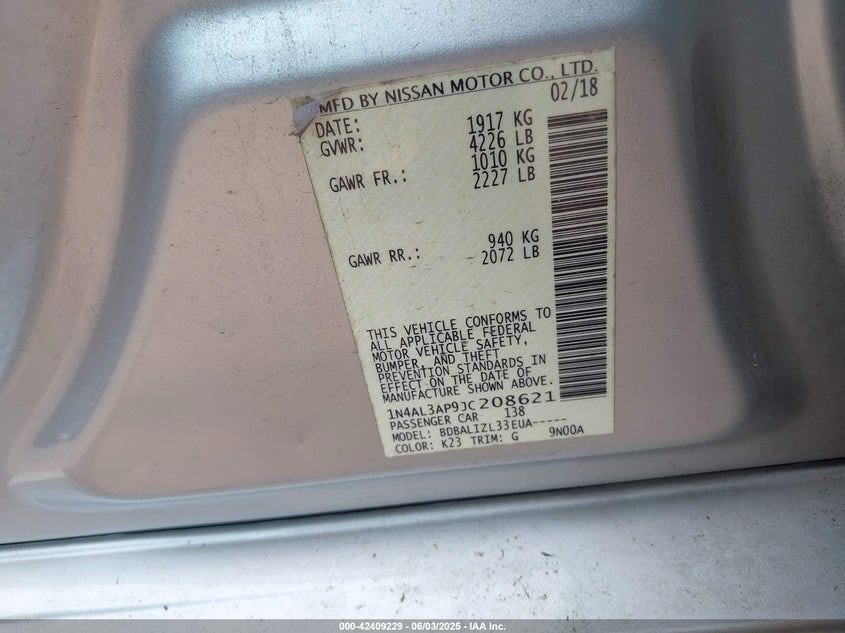 MFD BY NISSAN MOTOR CO., LTD.
DATE: 02/18
GVWR: 1917 KG
4226 LB
GAWR FR.: 1010 KG
2227 LB
GAWR RR.: 940 KG
2072 LB
THIS VEHICLE CONFORMS TO
ALL APPLICABLE FEDERAL
MOTOR VEHICLE SAFETY,
BUMPER, AND THEFT
PREVENTION STANDARDS IN
EFFECT ON THE DATE OF
MANUFACTURE SHOWN ABOVE.
1N4AL3AP9JC208621
PASSENGER CAR 138
MODEL: BDBALIZL33EUA-----
COLOR: K23 TRIM: G 9N00A
000-42409229 - 06/03/2025 - IAA Inc.